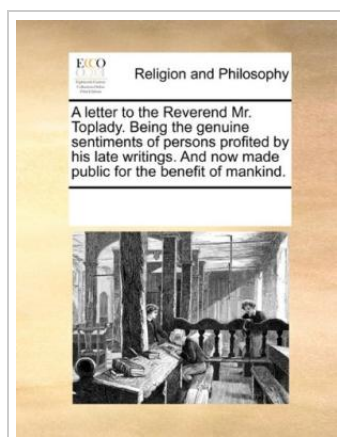 ECCO
Religion and Philosophy
A letter to the Reverend Mr.
Toplady. Being the genuine
sentiments of persons profited by
his late writings. And now made
public for the benefit of mankind.